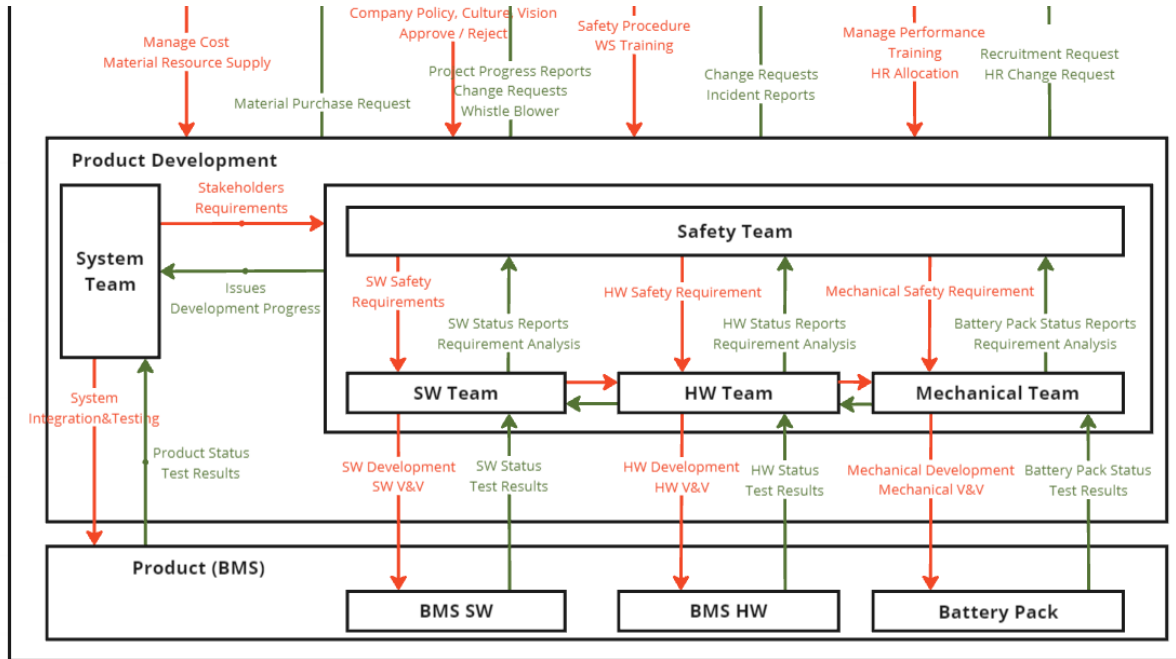 Company Policy, Culture, Vision
Approve / Reject
Manage Cost
Material Resource Supply
Material Purchase Request
Project Progress Reports
Change Requests
Whistle Blower
Safety Procedure
WS Training
Change Requests
Incident Reports
Manage Performance
Training
HR Allocation
Recruitment Request
HR Change Request
Product Development
System
Team
Stakeholders
Requirements
Issues
Development Progress
Safety Team
SW Safety
Requirements
SW Status Reports
Requirement Analysis
HW Safety Requirement
HW Status Reports
Requirement Analysis
Mechanical Safety Requirement
Battery Pack Status Reports
Requirement Analysis
SW Team
HW Team
Mechanical Team
System
Integration&Testing
Product Status
Test Results
SW Development
SW V&V
SW Status
Test Results
HW Development
HW V&V
HW Status
Test Results
Mechanical Development
Mechanical V&V
Battery Pack Status
Test Results
Product (BMS)
BMS SW
BMS HW
Battery Pack